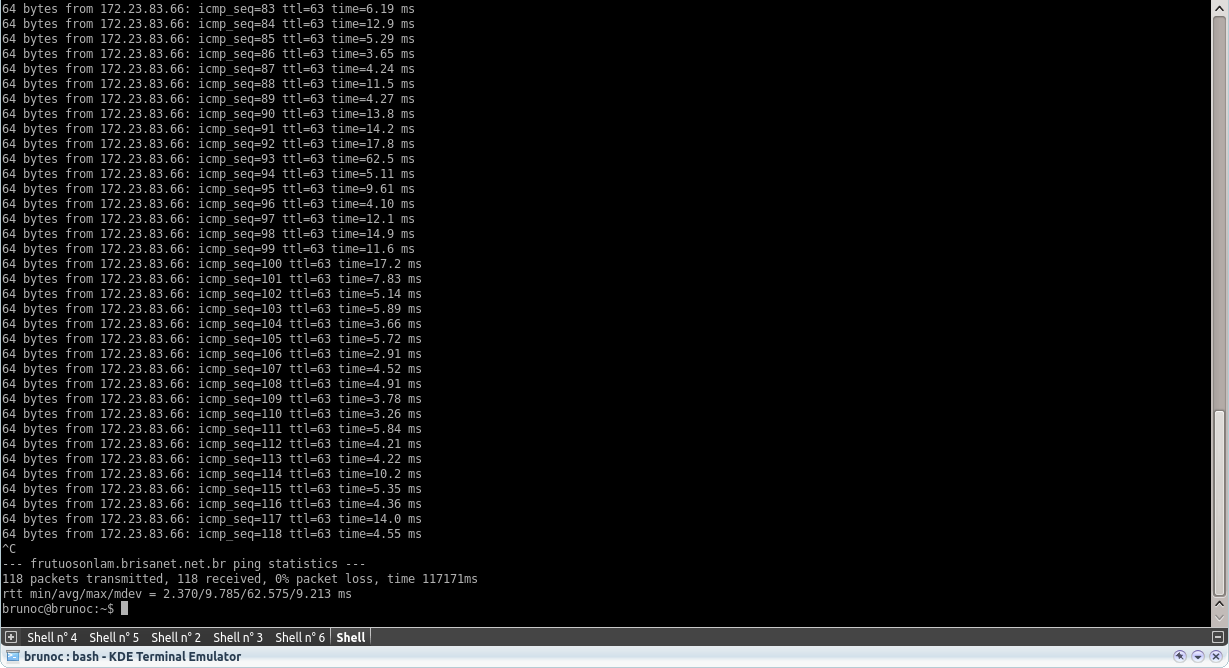 64 bytes from 172.23.83.66: icmp_seq=83 ttl=63 time=6.19 ms
64 bytes from 172.23.83.66: icmp_seq=84 ttl=63 time=12.9 ms
64 bytes from 172.23.83.66: icmp_seq=85 ttl=63 time=5.29 ms
64 bytes from 172.23.83.66: icmp_seq=86 ttl=63 time=3.65 ms
64 bytes from 172.23.83.66: icmp_seq=87 ttl=63 time=4.24 ms
64 bytes from 172.23.83.66: icmp_seq=88 ttl=63 time=11.5 ms
64 bytes from 172.23.83.66: icmp_seq=89 ttl=63 time=4.27 ms
64 bytes from 172.23.83.66: icmp_seq=90 ttl=63 time=13.8 ms
64 bytes from 172.23.83.66: icmp_seq=91 ttl=63 time=14.2 ms
64 bytes from 172.23.83.66: icmp_seq=92 ttl=63 time=17.8 ms
64 bytes from 172.23.83.66: icmp_seq=93 ttl=63 time=62.5 ms
64 bytes from 172.23.83.66: icmp_seq=94 ttl=63 time=5.11 ms
64 bytes from 172.23.83.66: icmp_seq=95 ttl=63 time=9.61 ms
64 bytes from 172.23.83.66: icmp_seq=96 ttl=63 time=4.10 ms
64 bytes from 172.23.83.66: icmp_seq=97 ttl=63 time=12.1 ms
64 bytes from 172.23.83.66: icmp_seq=98 ttl=63 time=14.9 ms
64 bytes from 172.23.83.66: icmp_seq=99 ttl=63 time=11.6 ms
64 bytes from 172.23.83.66: icmp_seq=100 ttl=63 time=17.2 ms
64 bytes from 172.23.83.66: icmp_seq=101 ttl=63 time=7.83 ms
64 bytes from 172.23.83.66: icmp_seq=102 ttl=63 time=5.14 ms
64 bytes from 172.23.83.66: icmp_seq=103 ttl=63 time=5.89 ms
64 bytes from 172.23.83.66: icmp_seq=104 ttl=63 time=3.66 ms
64 bytes from 172.23.83.66: icmp_seq=105 ttl=63 time=5.72 ms
64 bytes from 172.23.83.66: icmp_seq=106 ttl=63 time=2.91 ms
64 bytes from 172.23.83.66: icmp_seq=107 ttl=63 time=4.52 ms
64 bytes from 172.23.83.66: icmp_seq=108 ttl=63 time=4.91 ms
64 bytes from 172.23.83.66: icmp_seq=109 ttl=63 time=3.78 ms
64 bytes from 172.23.83.66: icmp_seq=110 ttl=63 time=3.26 ms
64 bytes from 172.23.83.66: icmp_seq=111 ttl=63 time=5.84 ms
64 bytes from 172.23.83.66: icmp_seq=112 ttl=63 time=4.21 ms
64 bytes from 172.23.83.66: icmp_seq=113 ttl=63 time=4.22 ms
64 bytes from 172.23.83.66: icmp_seq=114 ttl=63 time=10.2 ms
64 bytes from 172.23.83.66: icmp_seq=115 ttl=63 time=5.35 ms
64 bytes from 172.23.83.66: icmp_seq=116 ttl=63 time=4.36 ms
64 bytes from 172.23.83.66: icmp_seq=117 ttl=63 time=14.0 ms
64 bytes from 172.23.83.66: icmp_seq=118 ttl=63 time=4.55 ms
^C
--- frutuosonlam.brisanet.net.br ping statistics ---
118 packets transmitted, 118 received, 0% packet loss, time 117171ms
rtt min/avg/max/mdev = 2.370/9.785/62.575/9.213 ms
brunoc@brunoc:~$
Shell n° 4 Shell n° 5 Shell n° 2 Shell n° 3 Shell n° 6 Shell
brunoc : bash - KDE Terminal Emulator